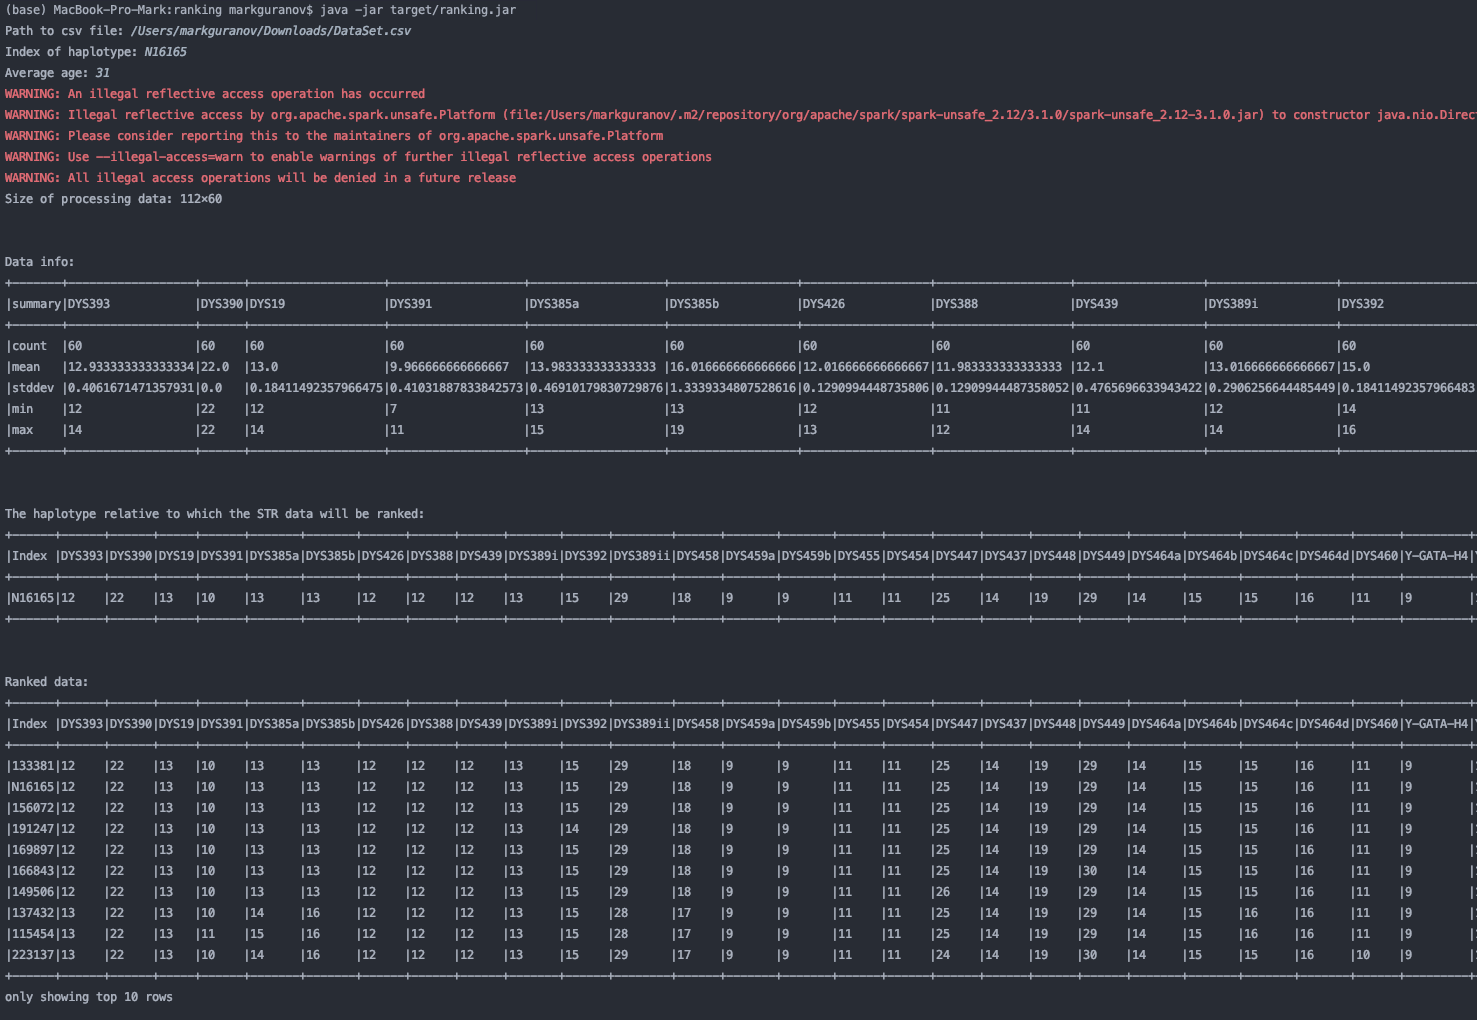 (base) MacBook-Pro-Mark:ranking markguranov$ java -jar target/ranking.jar
Path to csv file: /Users/markguranov/Downloads/DataSet.csv
Index of haplotype: N16165
Average age: 31
WARNING: An illegal reflective access operation has occurred
WARNING: Illegal reflective access by org.apache.spark.unsafe.Platform (file:/Users/markguranov/.m2/repository/org/apache/spark/spark-unsafe_2.12/3.1.0/spark-unsafe_2.12-3.1.0.jar) to constructor java.nio.Direc
WARNING: Please consider reporting this to the maintainers of org.apache.spark.unsafe.Platform
WARNING: Use --illegal-access=warn to enable warnings of further illegal reflective access operations
WARNING: All illegal access operations will be denied in a future release
Size of processing data: 112×60
Data info:
|summary|DYS393 |DYS390|DYS19 |DYS391 |DYS385a |DYS385b |DYS426 |DYS388 |DYS439 |DYS389i |DYS392
|count |60 |60 |60 |60 |60 |60 |60 |60 |60 |60 |60
|mean |12.933333333333334|22.0 |13.0 |9.966666666666667 |13.983333333333333 |16.016666666666666|12.016666666666667|11.983333333333333 |12.1 |13.016666666666667|15.0
|stddev |0.4061671471357931|0.0 |0.18411492357966475|0.41031887833842573|0.46910179830729876|1.3339334807528616|0.1290994448735806|0.12909944487358052|0.4765696633943422|0.2906256444485449|0.18411492357966483
|min |12 |22 |12 |7 |13 |13 |12 |11 |11 |12 |14
|max |14 |22 |14 |11 |15 |19 |13 |12 |14 |14 |16
The haplotype relative to which the STR data will be ranked:
|Index |DYS393|DYS390|DYS19|DYS391|DYS385a|DYS385b|DYS426|DYS388|DYS439|DYS389i|DYS392|DYS389ii|DYS458|DYS459a|DYS459b|DYS455|DYS454|DYS447|DYS437|DYS448|DYS449|DYS464a|DYS464b|DYS464c|DYS464d|DYS460|Y-GATA-H4|
|N16165|12 |22 |13 |10 |13 |13 |12 |12 |12 |13 |15 |29 |18 |9 |9 |11 |11 |25 |14 |19 |29 |14 |15 |15 |16 |11 |9 |
Ranked data:
|Index |DYS393|DYS390|DYS19|DYS391|DYS385a|DYS385b|DYS426|DYS388|DYS439|DYS389i|DYS392|DYS389ii|DYS458|DYS459a|DYS459b|DYS455|DYS454|DYS447|DYS437|DYS448|DYS449|DYS464a|DYS464b|DYS464c|DYS464d|DYS460|Y-GATA-H4|
|133381|12 |22 |13 |10 |13 |13 |12 |12 |12 |13 |15 |29 |18 |9 |9 |11 |11 |25 |14 |19 |29 |14 |15 |15 |16 |11 |9 |
|N16165|12 |22 |13 |10 |13 |13 |12 |12 |12 |13 |15 |29 |18 |9 |9 |11 |11 |25 |14 |19 |29 |14 |15 |15 |16 |11 |9 |
|156072|12 |22 |13 |10 |13 |13 |12 |12 |12 |13 |15 |29 |18 |9 |9 |11 |11 |25 |14 |19 |29 |14 |15 |15 |16 |11 |9 |
|191247|12 |22 |13 |10 |13 |13 |12 |12 |12 |13 |14 |29 |18 |9 |9 |11 |11 |25 |14 |19 |29 |14 |15 |15 |16 |11 |9 |
|169897|12 |22 |13 |10 |13 |13 |12 |12 |12 |13 |15 |29 |18 |9 |9 |11 |11 |25 |14 |19 |29 |14 |15 |15 |16 |11 |9 |
|166843|12 |22 |13 |10 |13 |13 |12 |12 |12 |13 |15 |29 |18 |9 |9 |11 |11 |25 |14 |19 |30 |14 |15 |15 |16 |11 |9 |
|149506|12 |22 |13 |10 |13 |13 |12 |12 |12 |13 |15 |29 |18 |9 |9 |11 |11 |26 |14 |19 |29 |14 |15 |15 |16 |11 |9 |
|137432|13 |22 |13 |10 |14 |16 |12 |12 |12 |13 |15 |28 |17 |9 |9 |11 |11 |25 |14 |19 |29 |14 |15 |16 |16 |11 |9 |
|115454|13 |22 |13 |11 |15 |16 |12 |12 |12 |13 |15 |28 |17 |9 |9 |11 |11 |25 |14 |19 |29 |14 |15 |16 |16 |11 |9 |
|223137|13 |22 |13 |10 |14 |16 |12 |12 |12 |13 |15 |29 |17 |9 |9 |11 |11 |24 |14 |19 |30 |14 |15 |15 |16 |10 |9 |
only showing top 10 rows